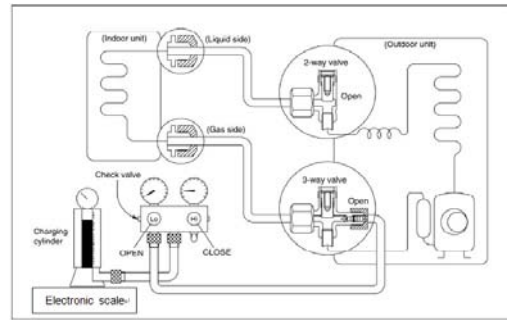 (Indoor unit)
(Liquid side)
(Outdoor unit)
2-way valve
Open
(Gas side)
3-way valve
Open
Check valve
Charging
cylinder
Lo
Hi
OPEN
CLOSE
Electronic scale